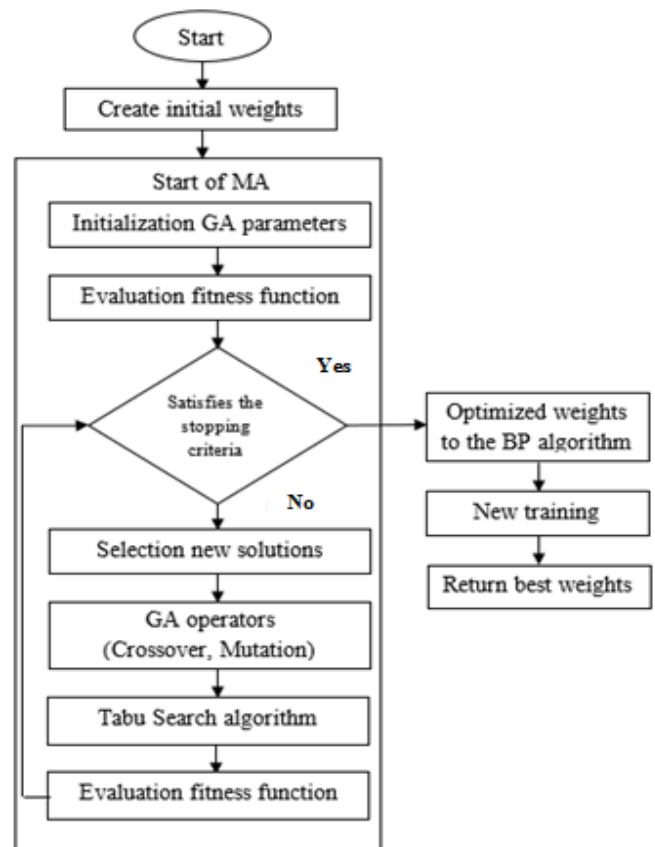 Start
Create initial weights
Start of MA
Initialization GA parameters
Evaluation fitness function
Satisfies the
stopping
criteria
Yes
No
Selection new solutions
GA operators
(Crossover, Mutation)
Tabu Search algorithm
Evaluation fitness function
Optimized weights
to the BP algorithm
New training
Return best weights